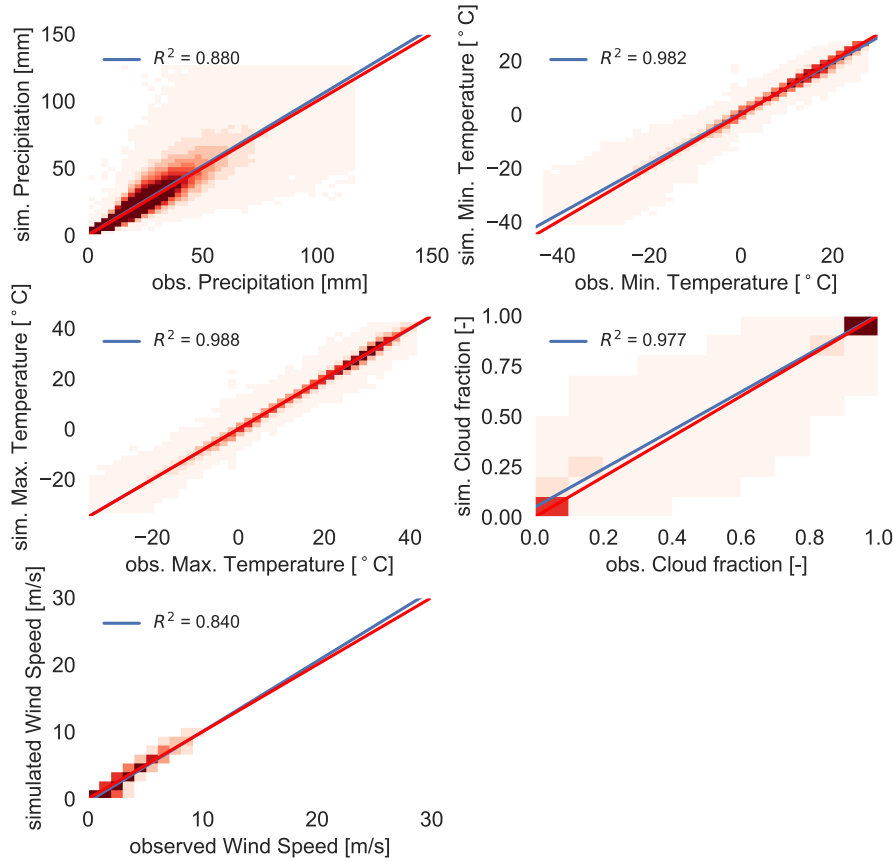 150
100
50
0
sim. Precipitation [mm]
R² = 0.880
0 50 100 150
obs. Precipitation [mm]
20
0
−20
−40
sim. Min. Temperature [°C]
R² = 0.982
−40 −20 0 20
obs. Min. Temperature [°C]
40
20
0
−20
sim. Max. Temperature [°C]
R² = 0.988
−20 0 20 40
obs. Max. Temperature [°C]
1.00
0.75
0.50
0.25
0.00
sim. Cloud fraction [-]
R² = 0.977
0.0 0.2 0.4 0.6 0.8 1.0
obs. Cloud fraction [-]
30
20
10
0
simulated Wind Speed [m/s]
R² = 0.840
0 10 20 30
observed Wind Speed [m/s]